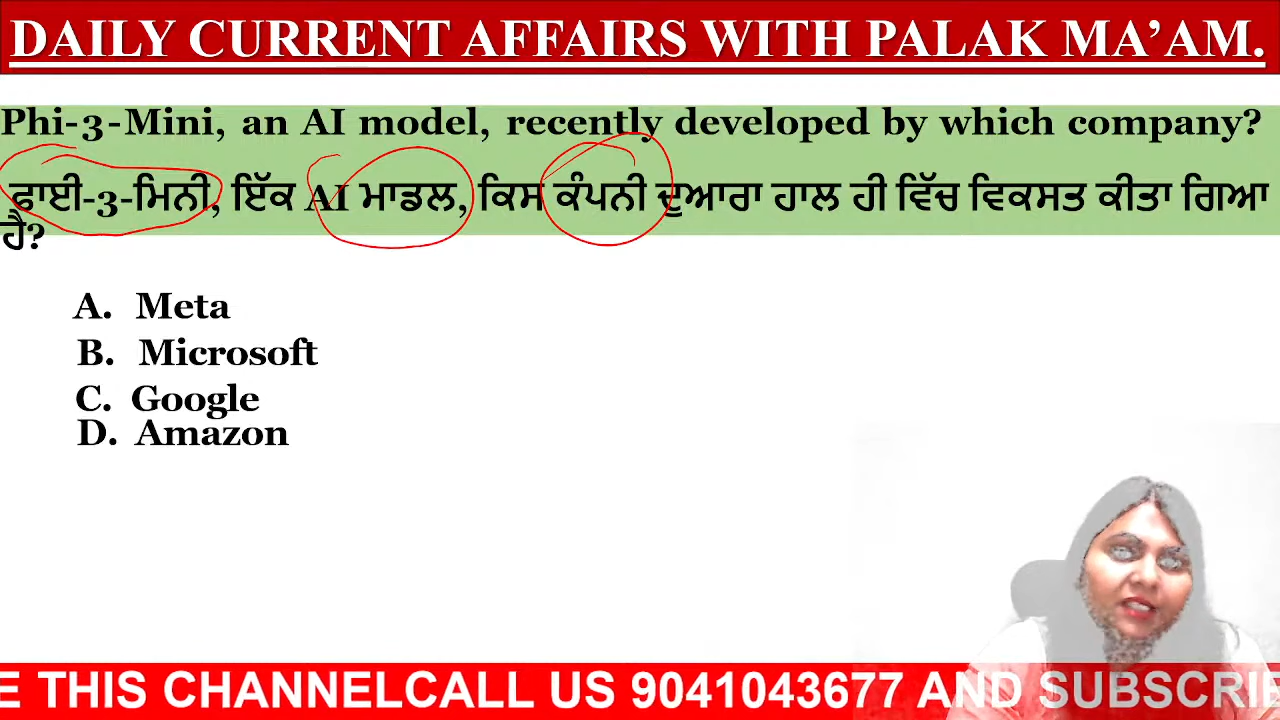 DAILY CURRENT AFFAIRS WITH PALAK MA’AM.
Phi-3-Mini, an AI model, recently developed by which company?
ਫਾਈ-3-ਮਿਨੀ, ਇੱਕ AI ਮਾਡਲ, ਕਿਸ ਕੰਪਨੀ ਦੁਆਰਾ ਹਾਲ ਹੀ ਵਿੱਚ ਵਿਕਸਤ ਕੀਤਾ ਗਿਆ
ਹੈ?
A. Meta
B. Microsoft
C. Google
D. Amazon
E THIS CHANNELCALL US 9041043677 AND SUBSCRIE